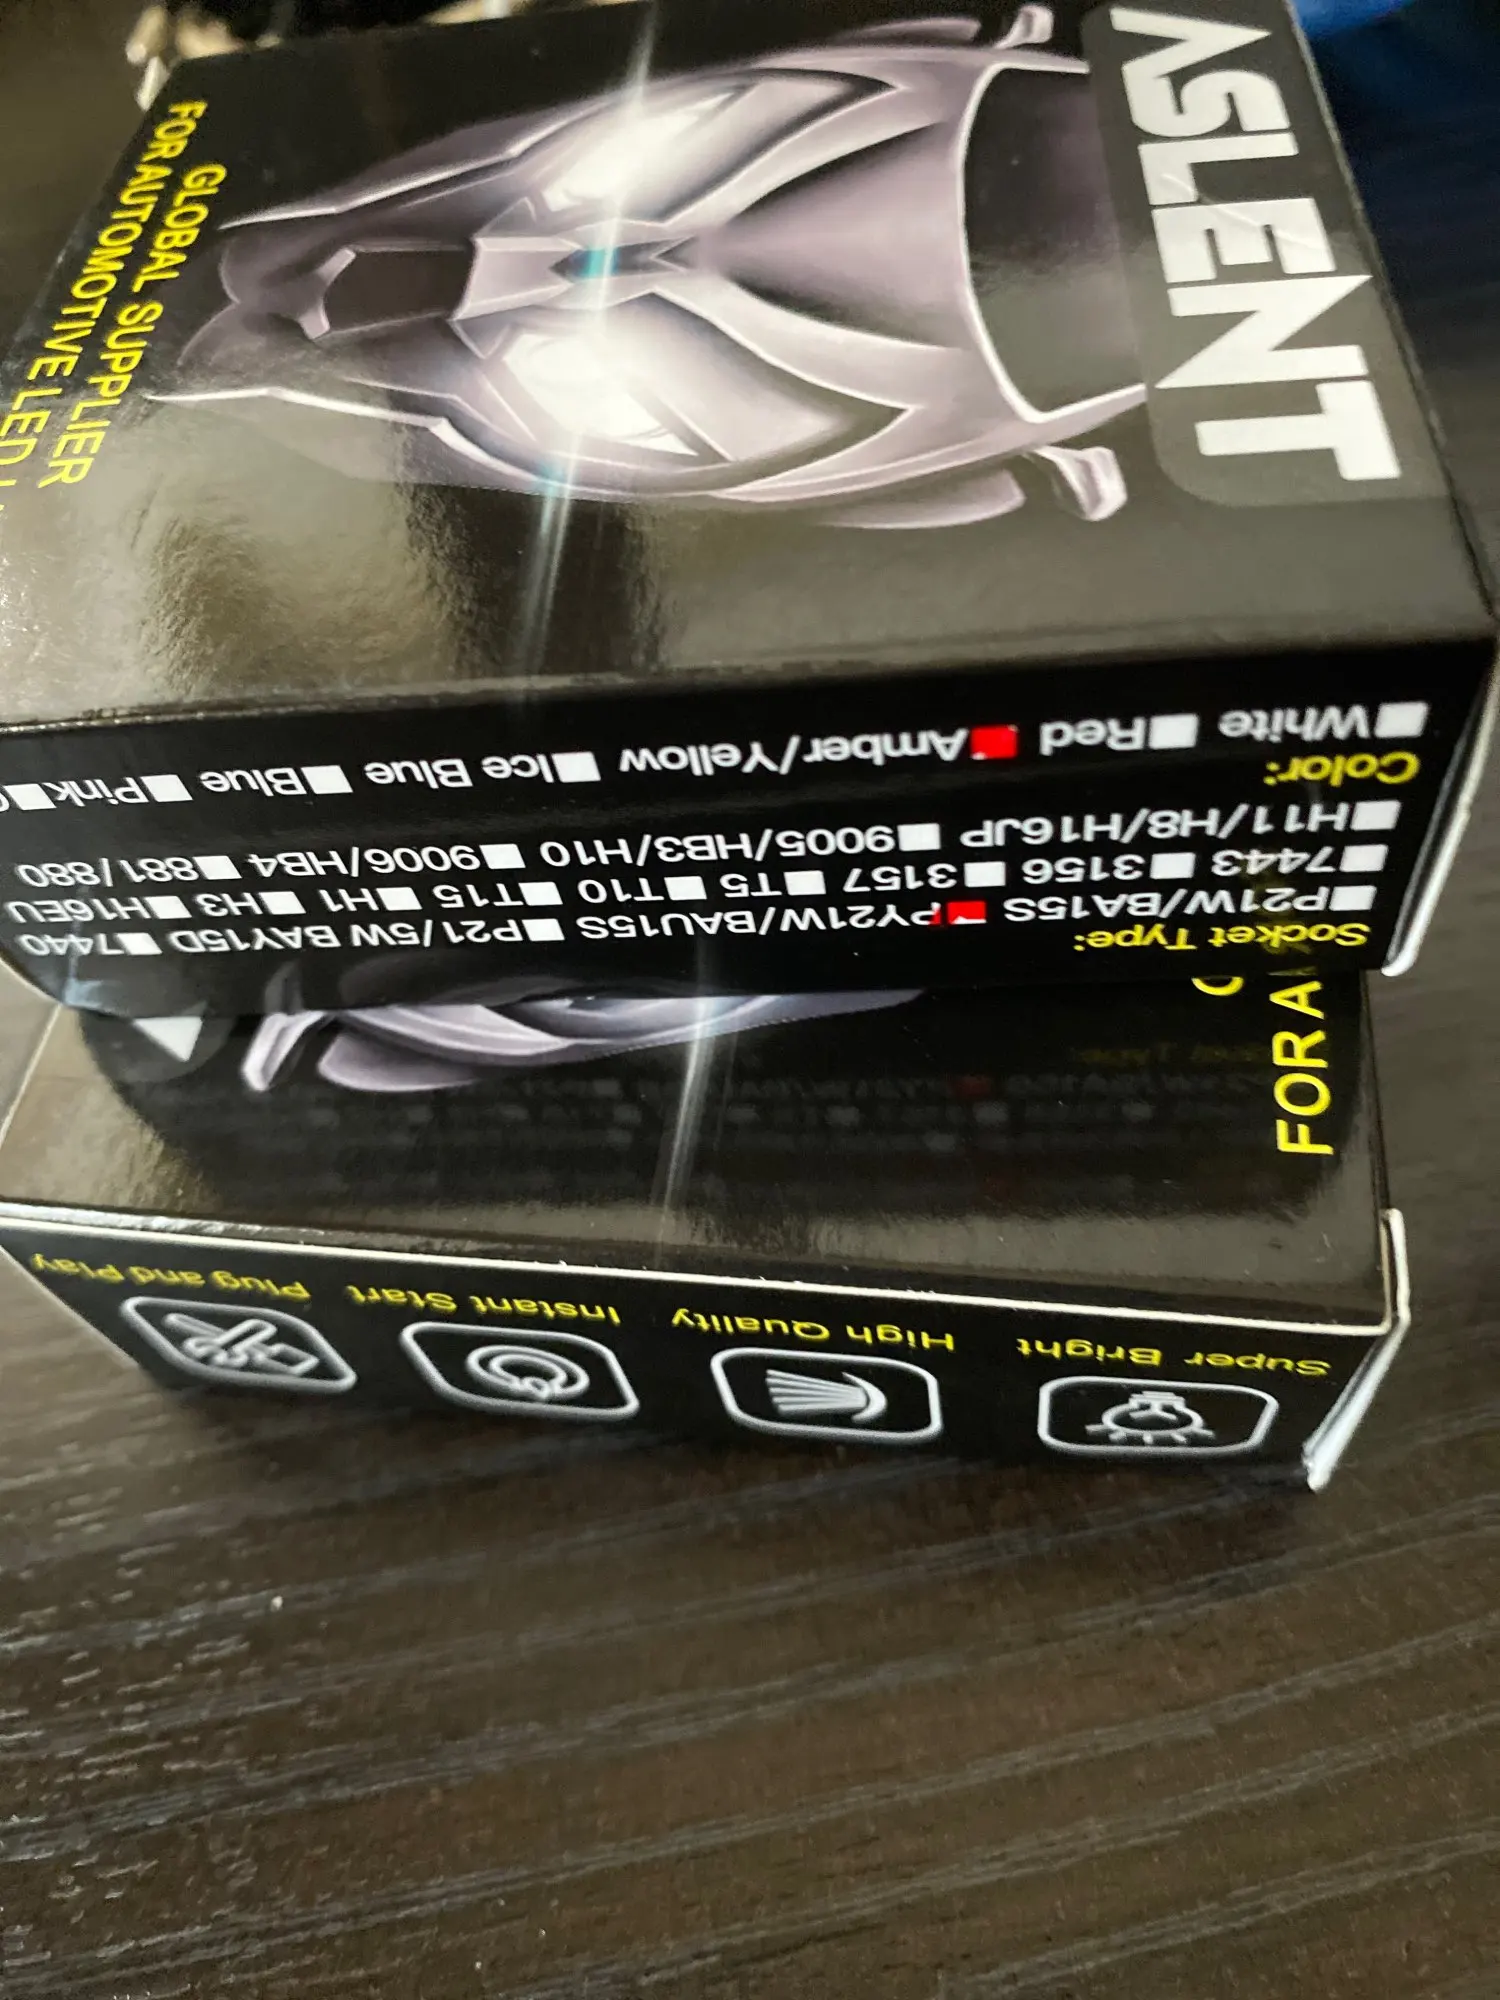 ASLENT
GLOBAL SUPPLIER
FOR AUTOMOTIVE LED
Socket Type:
P21W/BA15S PY21W/BAU15S P21/5W BAY15D 7440
7443 3156 3157 T5 T10 T15 H1 H3 H16EU
H11/H8/H16JP 9005/HB3/H10 9006/HB4 881/880
Color:
White Red Amber/Yellow Ice Blue Blue Pink
FOR A
Super Bright High Quality Instant Start Plug and Play